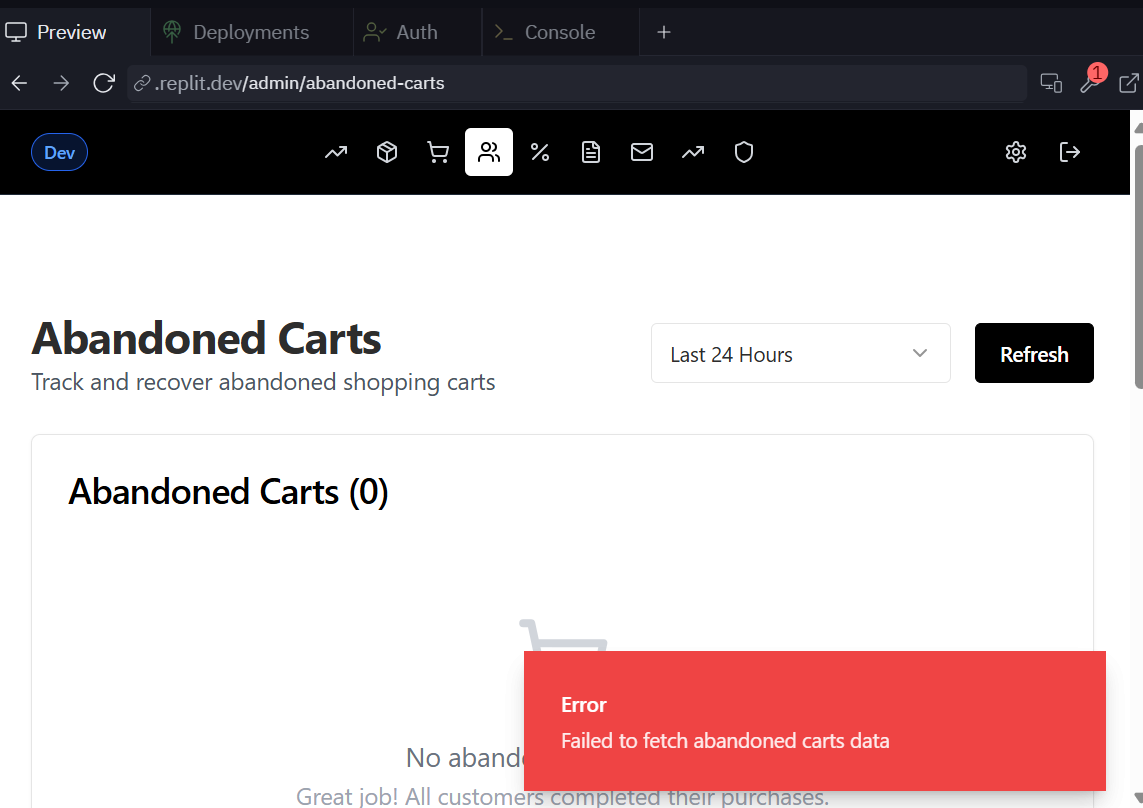 Preview
Deployments
Auth
Console
.replit.dev/admin/abandoned-carts
1
Dev
Abandoned Carts
Track and recover abandoned shopping carts
Last 24 Hours
Refresh
Abandoned Carts (0)
Error
Failed to fetch abandoned carts data
No aband
Great job! All customers completed their purchases.